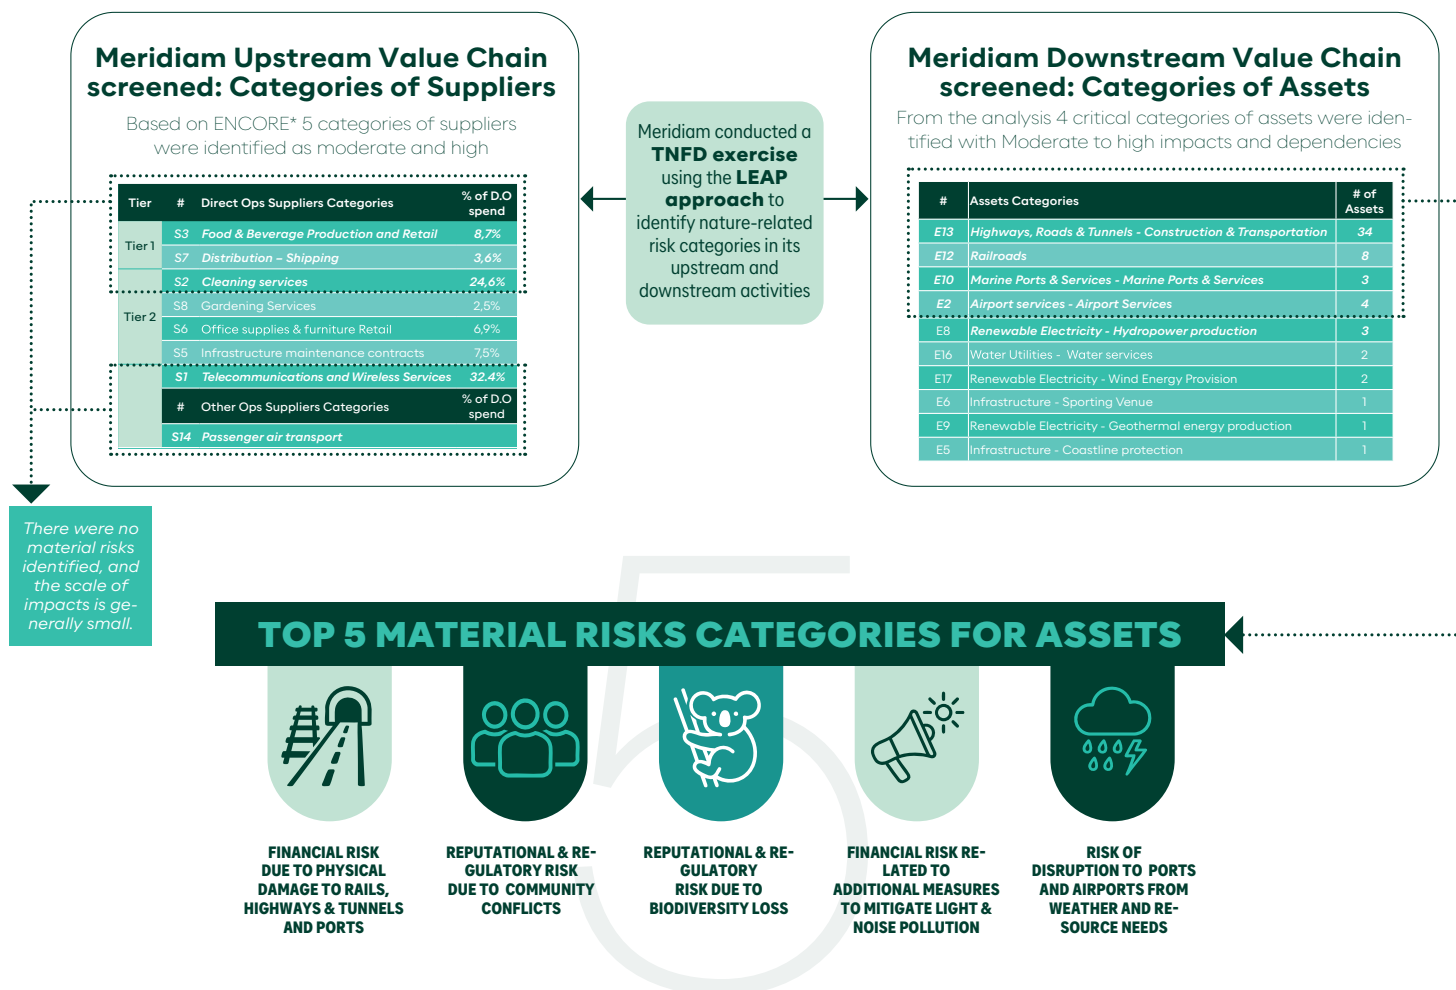 Meridiam Upstream Value Chain
screened: Categories of Suppliers
Based on ENCORE* 5 categories of suppliers
were identified as moderate and high
Tier # Direct Ops Suppliers Categories % of D.O spend
Tier 1
S3 Food & Beverage Production and Retail 8,7%
S7 Distribution – Shipping 3,6%
S2 Cleaning services 24,6%
Tier 2
S8 Gardening Services 2,5%
S6 Office supplies & furniture Retail 6,9%
S5 Infrastructure maintenance contracts 7,5%
S1 Telecommunications and Wireless Services 32.4%
# Other Ops Suppliers Categories % of D.O spend
S14 Passenger air transport
There were no
material risks
identified, and
the scale of
impacts is ge-
nerally small.
Meridiam conducted a
TNFD exercise
using the LEAP
approach to
identify nature-related
risk categories in its
upstream and
downstream activities
Meridiam Downstream Value Chain
screened: Categories of Assets
From the analysis 4 critical categories of assets were iden-
tified with Moderate to high impacts and dependencies
# Assets Categories # of Assets
E13 Highways, Roads & Tunnels - Construction & Transportation 34
E12 Railroads 8
E10 Marine Ports & Services - Marine Ports & Services 3
E2 Airport services - Airport Services 4
E8 Renewable Electricity - Hydropower production 3
E16 Water Utilities - Water services 2
E17 Renewable Electricity - Wind Energy Provision 2
E6 Infrastructure - Sporting Venue 1
E9 Renewable Electricity - Geothermal energy production 1
E5 Infrastructure - Coastline protection 1
5
TOP 5 MATERIAL RISKS CATEGORIES FOR ASSETS
FINANCIAL RISK
DUE TO PHYSICAL
DAMAGE TO RAILS,
HIGHWAYS & TUNNELS
AND PORTS
REPUTATIONAL & RE-
GULATORY RISK
DUE TO COMMUNITY
CONFLICTS
REPUTATIONAL & RE-
GULATORY
RISK DUE TO
BIODIVERSITY LOSS
FINANCIAL RISK RE-
LATED TO
ADDITIONAL MEASURES
TO MITIGATE LIGHT &
NOISE POLLUTION
RISK OF
DISRUPTION TO PORTS
AND AIRPORTS FROM
WEATHER AND RE-
SOURCE NEEDS